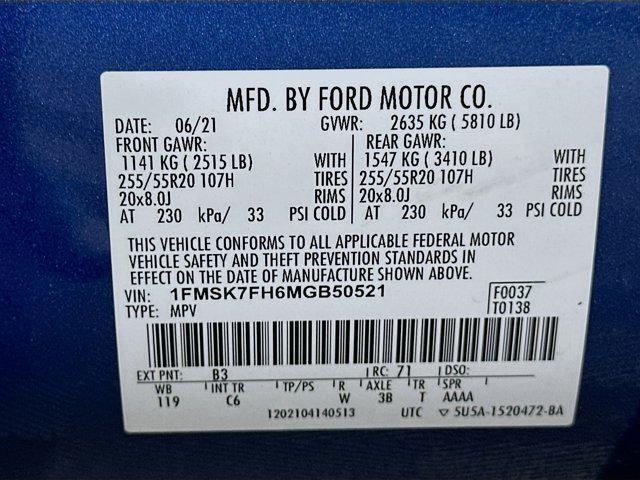 MFD. BY FORD MOTOR CO.
DATE: 06/21 GVWR: 2635 KG ( 5810 LB)
FRONT GAWR: REAR GAWR:
1141 KG ( 2515 LB) WITH 1547 KG ( 3410 LB) WITH
255/55R20 107H TIRES 255/55R20 107H TIRES
20x8.0J RIMS 20x8.0J RIMS
AT 230 kPa/ 33 PSI COLD AT 230 kPa/ 33 PSI COLD
THIS VEHICLE CONFORMS TO ALL APPLICABLE FEDERAL MOTOR
VEHICLE SAFETY AND THEFT PREVENTION STANDARDS IN
EFFECT ON THE DATE OF MANUFACTURE SHOWN ABOVE.
VIN: 1FMSK7FH6MGB50521 F0037
TYPE: MPV T0138
EXT PNT: B3 RC: 71 DSO:
WB INT TR TP/PS R AXLE TR SPR
119 C6 W 3B T AAAA
1202104140513 UTC ▽ 5U5A-1520472-BA